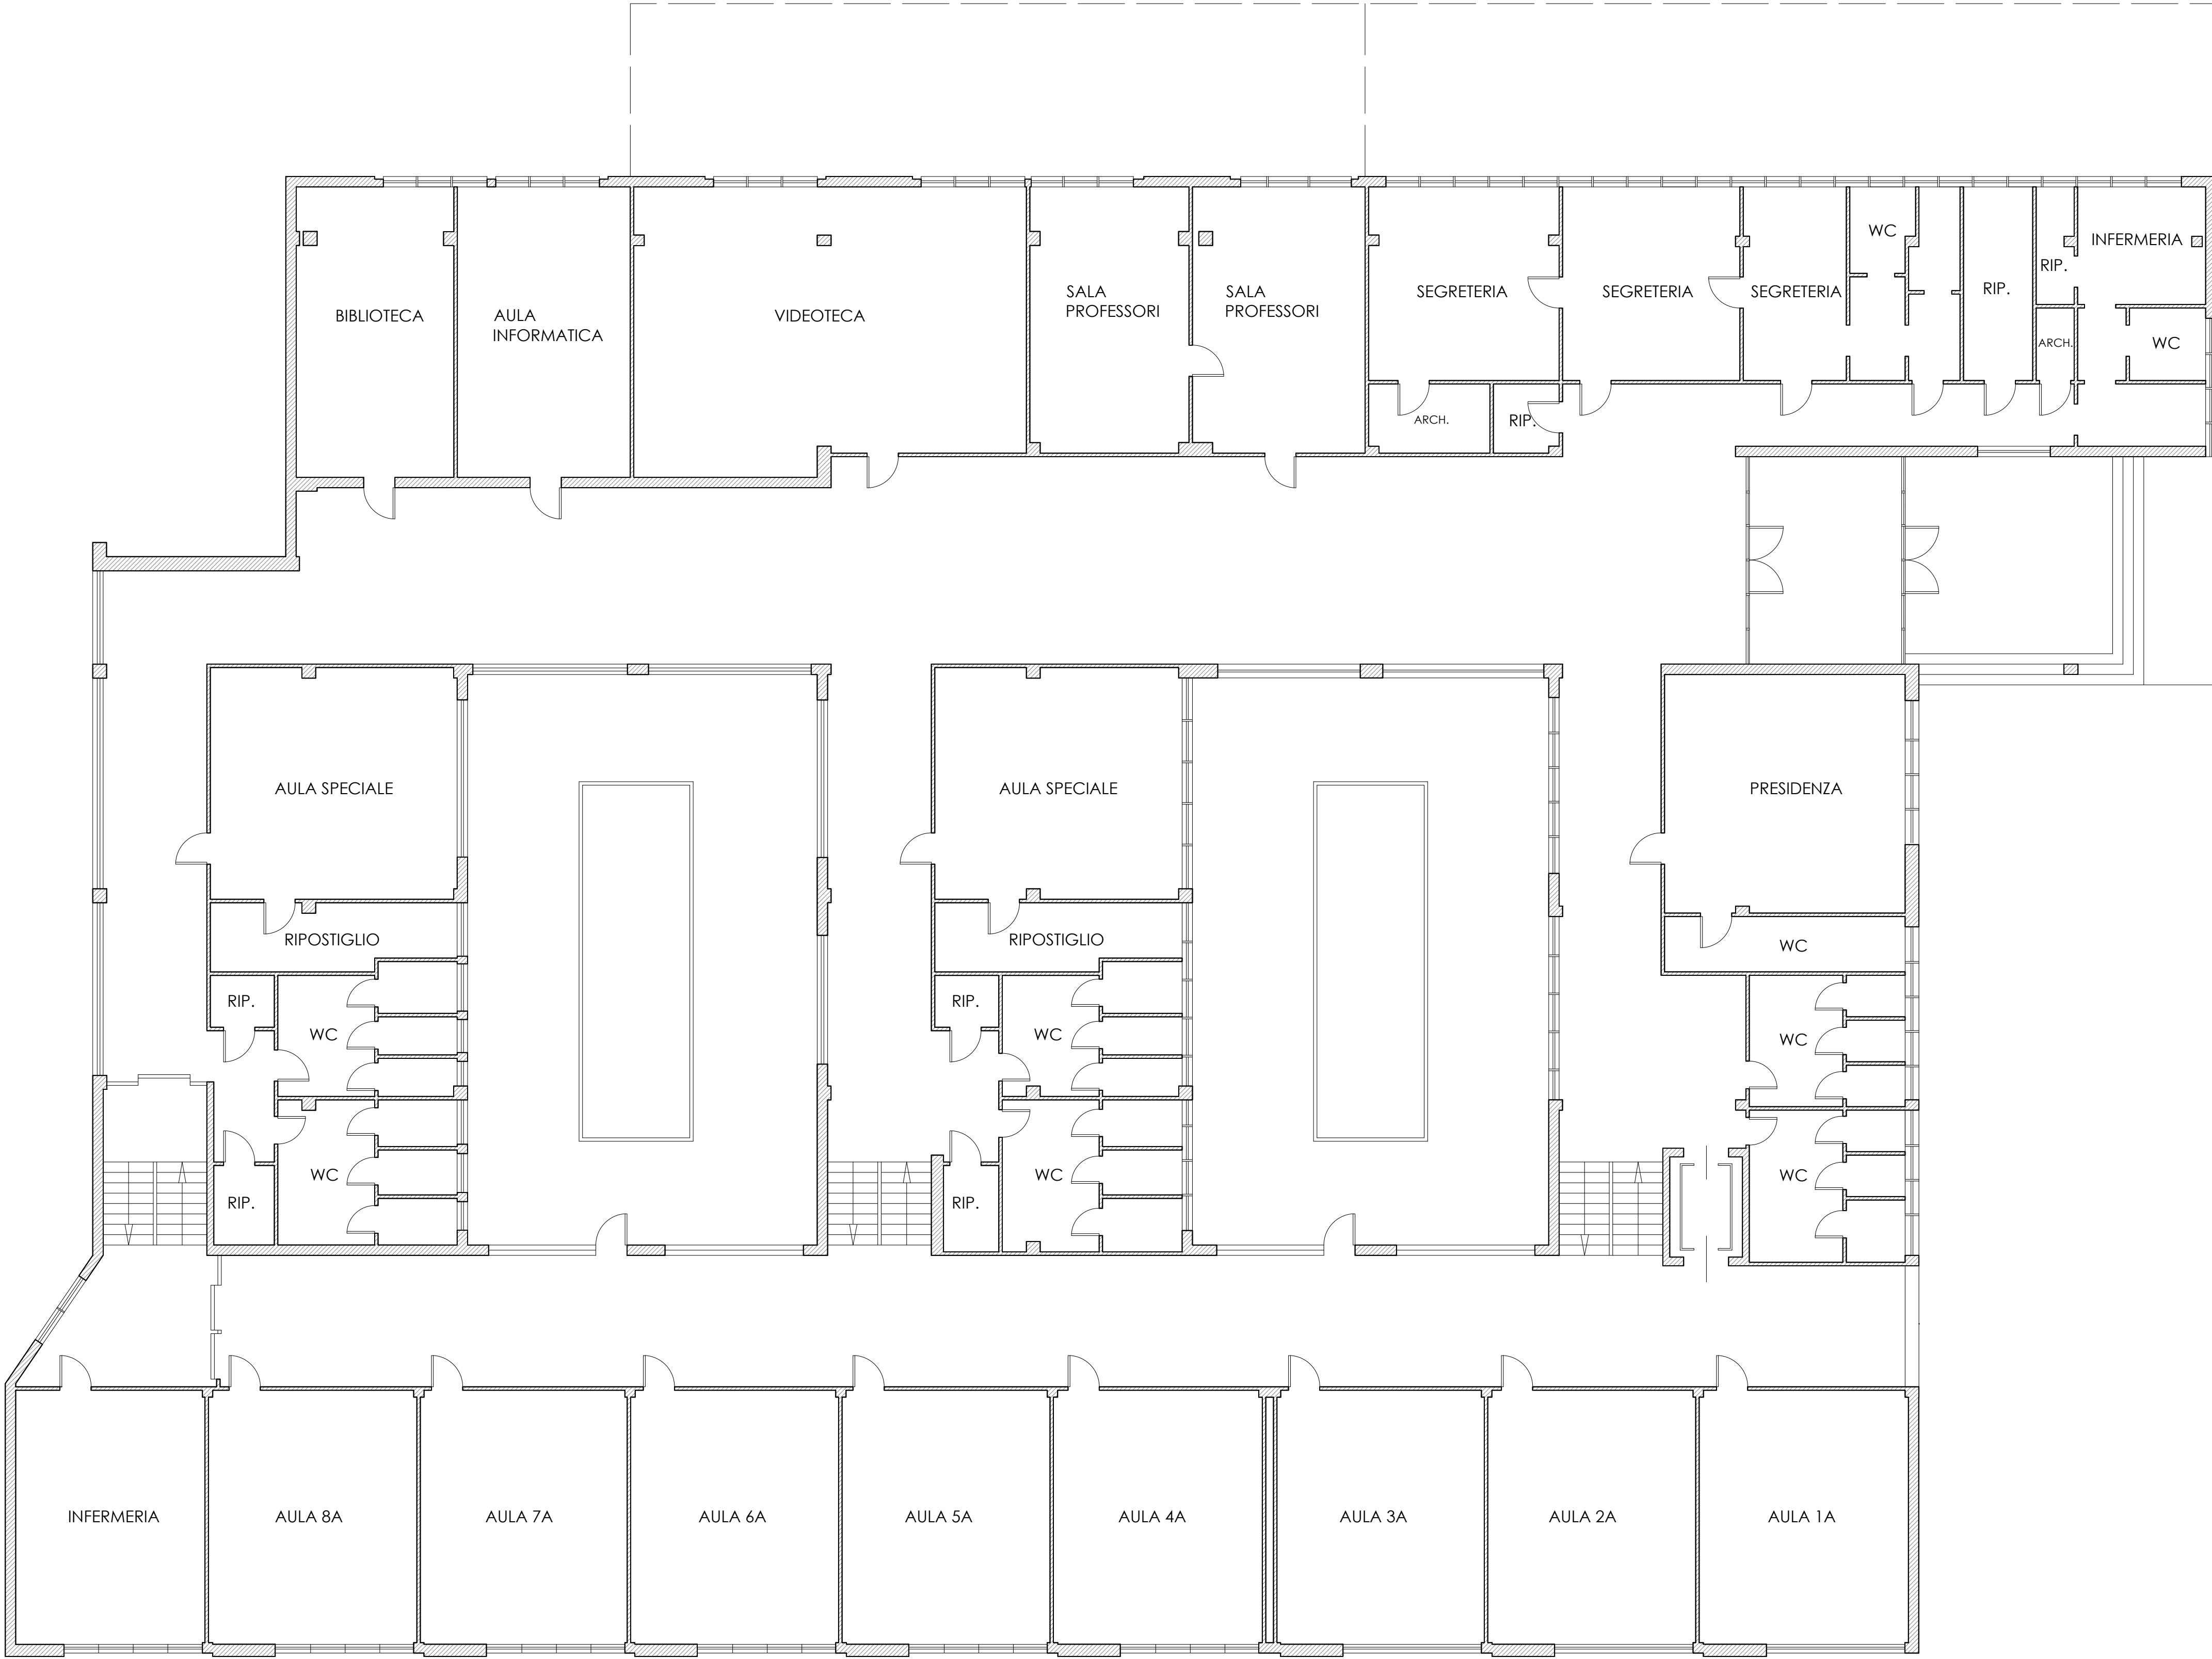 WC
INFERMERIA
RIP.
RIP.
BIBLIOTECA
AULA
INFORMATICA
VIDEOTECA
SALA
PROFESSORI
SALA
PROFESSORI
SEGRETERIA
SEGRETERIA
SEGRETERIA
ARCH.
WC
ARCH.
RIP.
AULA SPECIALE
AULA SPECIALE
PRESIDENZA
RIPOSTIGLIO
RIPOSTIGLIO
WC
RIP.
WC
RIP.
WC
WC
RIP.
WC
RIP.
WC
WC
INFERMERIA
AULA 8A
AULA 7A
AULA 6A
AULA 5A
AULA 4A
AULA 3A
AULA 2A
AULA 1A